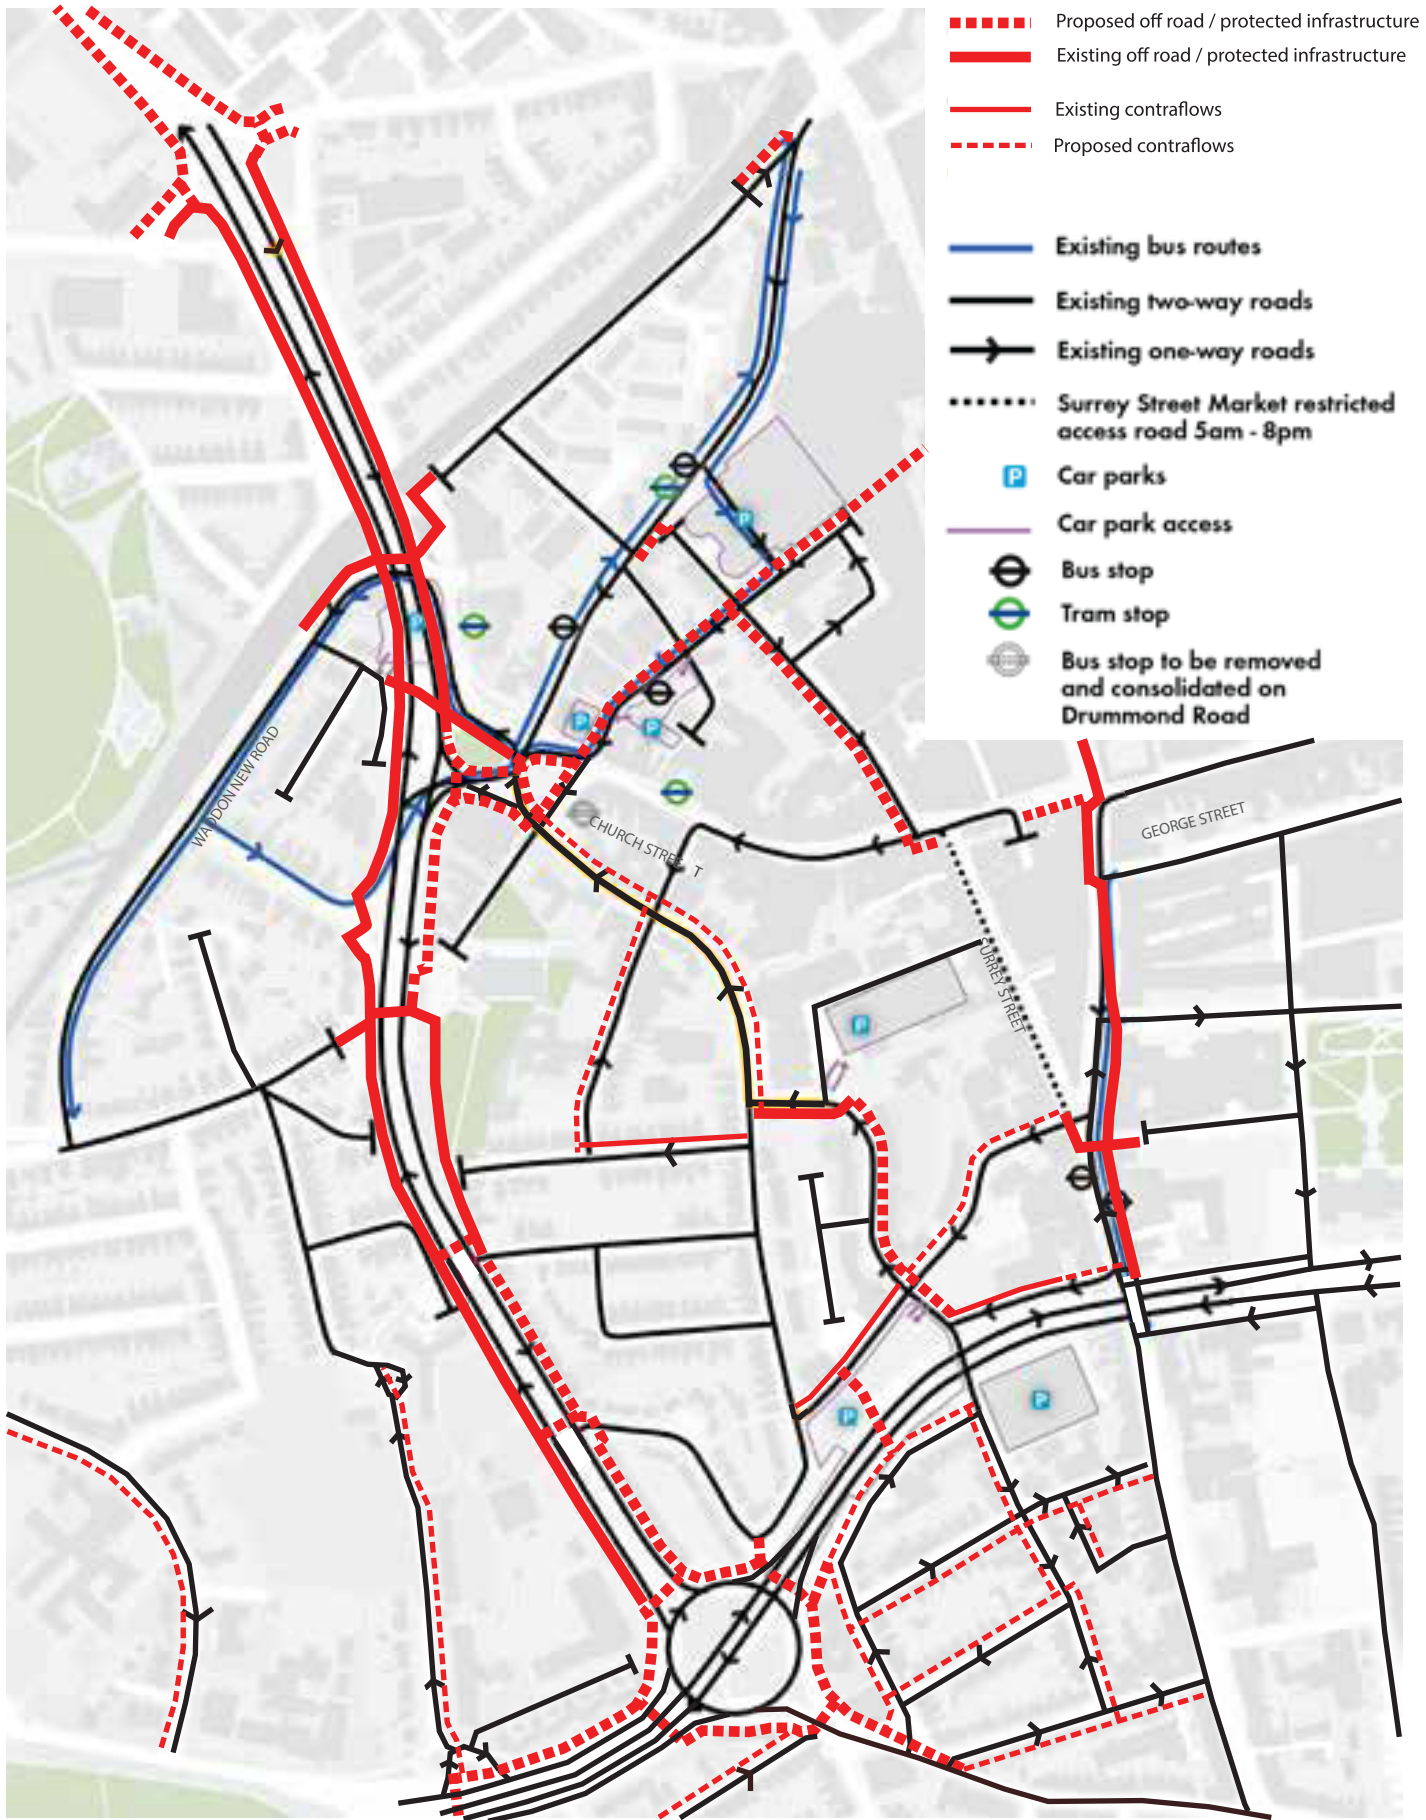 Proposed off road / protected infrastructure
Existing off road / protected infrastructure
Existing contraflows
Proposed contraflows
Existing bus routes
Existing two-way roads
Existing one-way roads
Surrey Street Market restricted
access road 5am - 8pm
P Car parks
Car park access
Bus stop
Tram stop
Bus stop to be removed
and consolidated on
Drummond Road
P
P
P
P
WADDON NEW ROAD
CHURCH STREET
GEORGE STREET
SURREY STREET
P
P
P